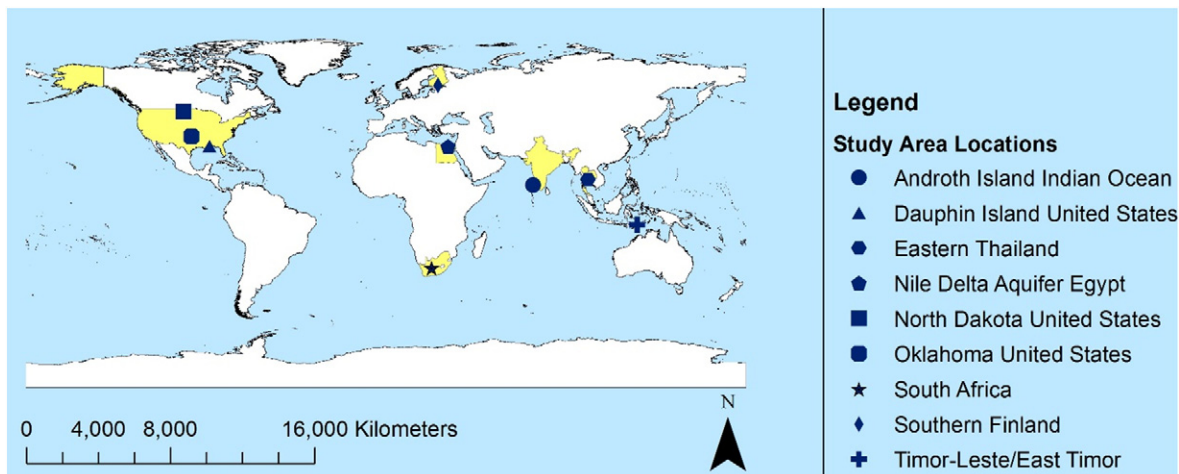 Legend
Study Area Locations
Androth Island Indian Ocean
Dauphin Island United States
Eastern Thailand
Nile Delta Aquifer Egypt
North Dakota United States
Oklahoma United States
South Africa
Southern Finland
Timor-Leste/East Timor
N
0 4,000 8,000 16,000 Kilometers